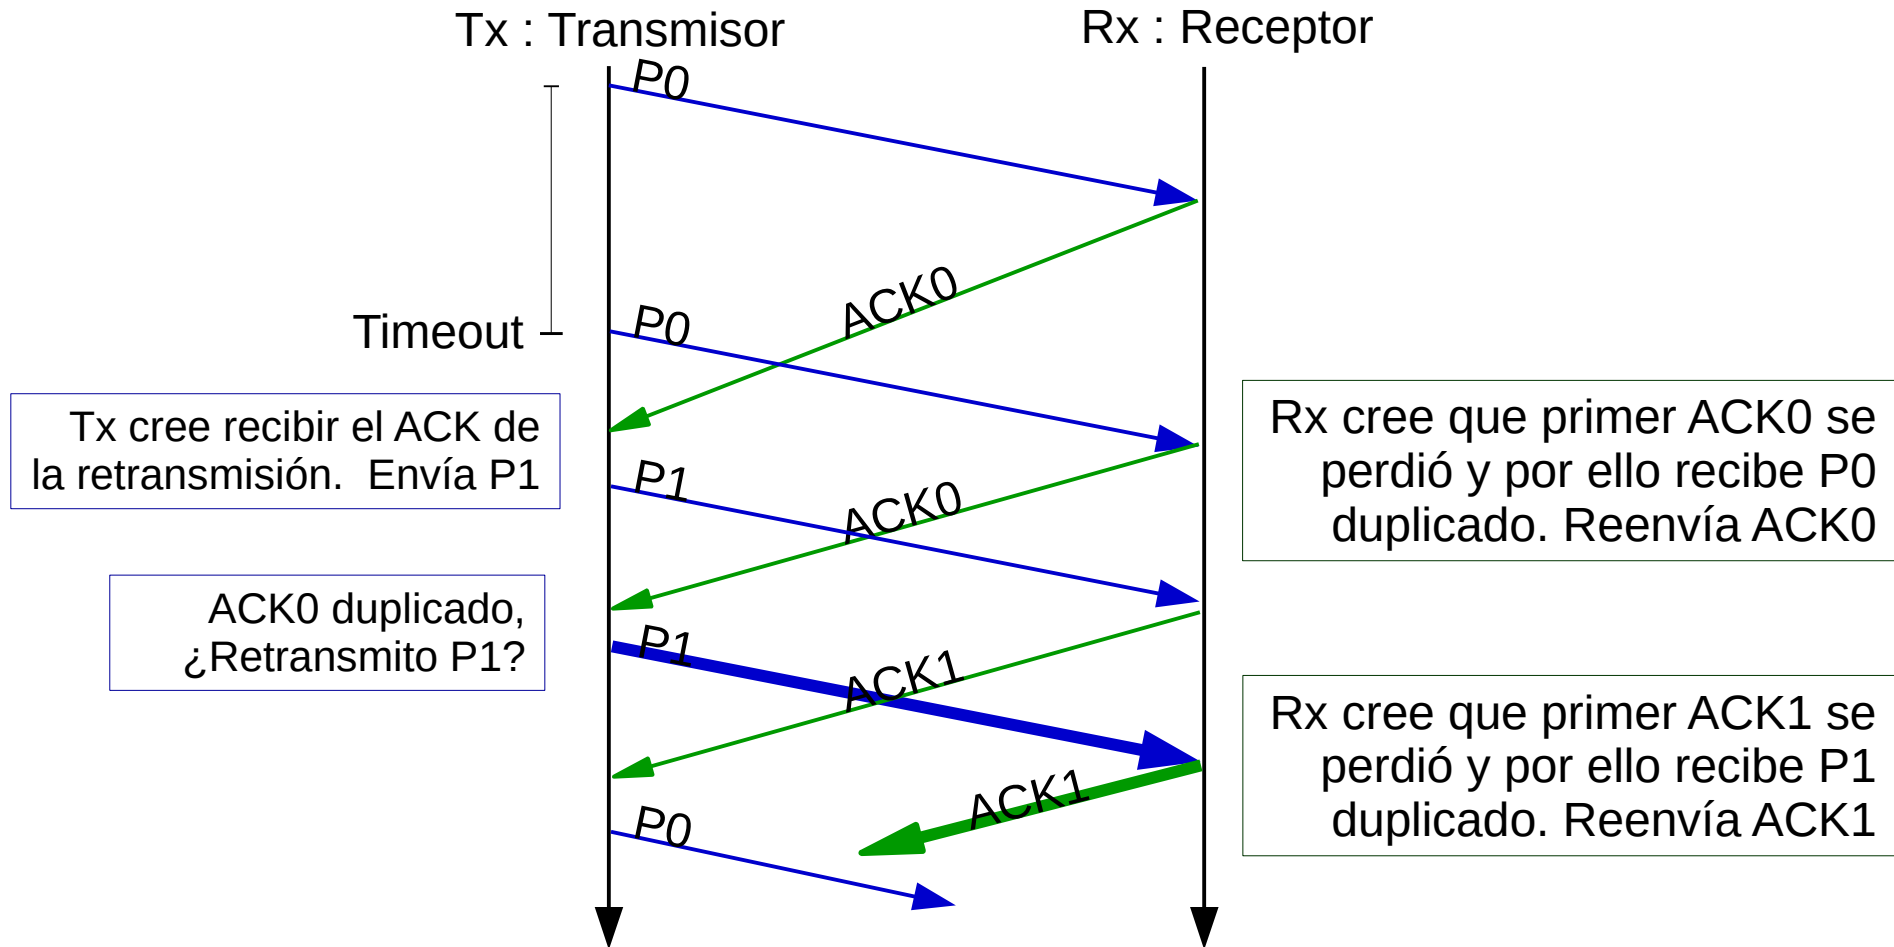 Tx : Transmisor
Rx : Receptor
P0
ACK0
Timeout
P0
Tx cree recibir el ACK de
la retransmisión.  Envía P1
Rx cree que primer ACK0 se
perdió y por ello recibe P0
duplicado. Reenvía ACK0
P1
ACK0
ACK0 duplicado,
¿Retransmito P1?
P1
ACK1
Rx cree que primer ACK1 se
perdió y por ello recibe P1
duplicado. Reenvía ACK1
ACK1
P0